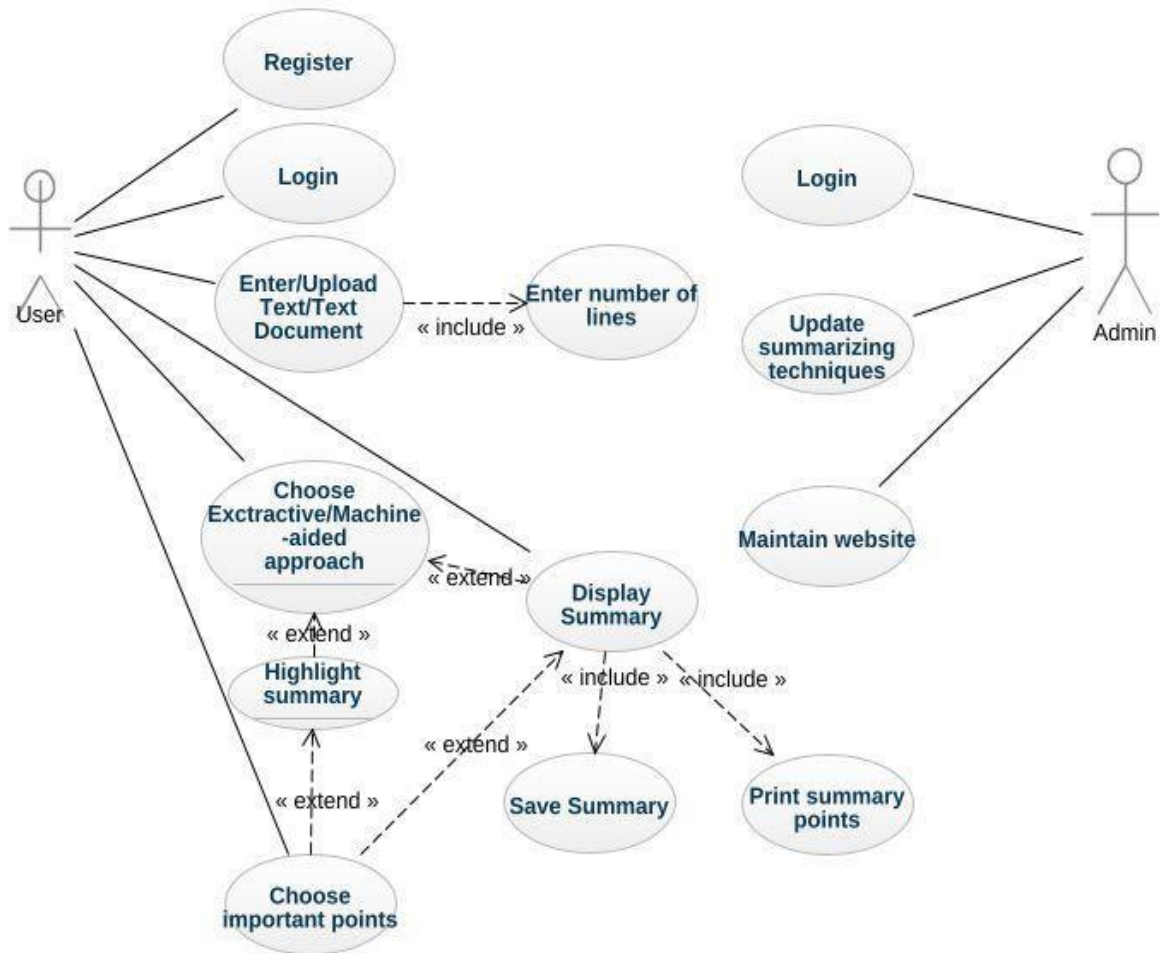 Register
Login
Login
User
Admin
Enter/Upload
Text/Text
Document
« include »
Enter number of
lines
Update
summarizing
techniques
Choose
Exctractive/Machine
-aided
approach
« extend »
Display
Summary
Maintain website
« extend »
Highlight
summary
« include »
« include »
« extend »
« extend »
Save Summary
Print summary
points
Choose
important points